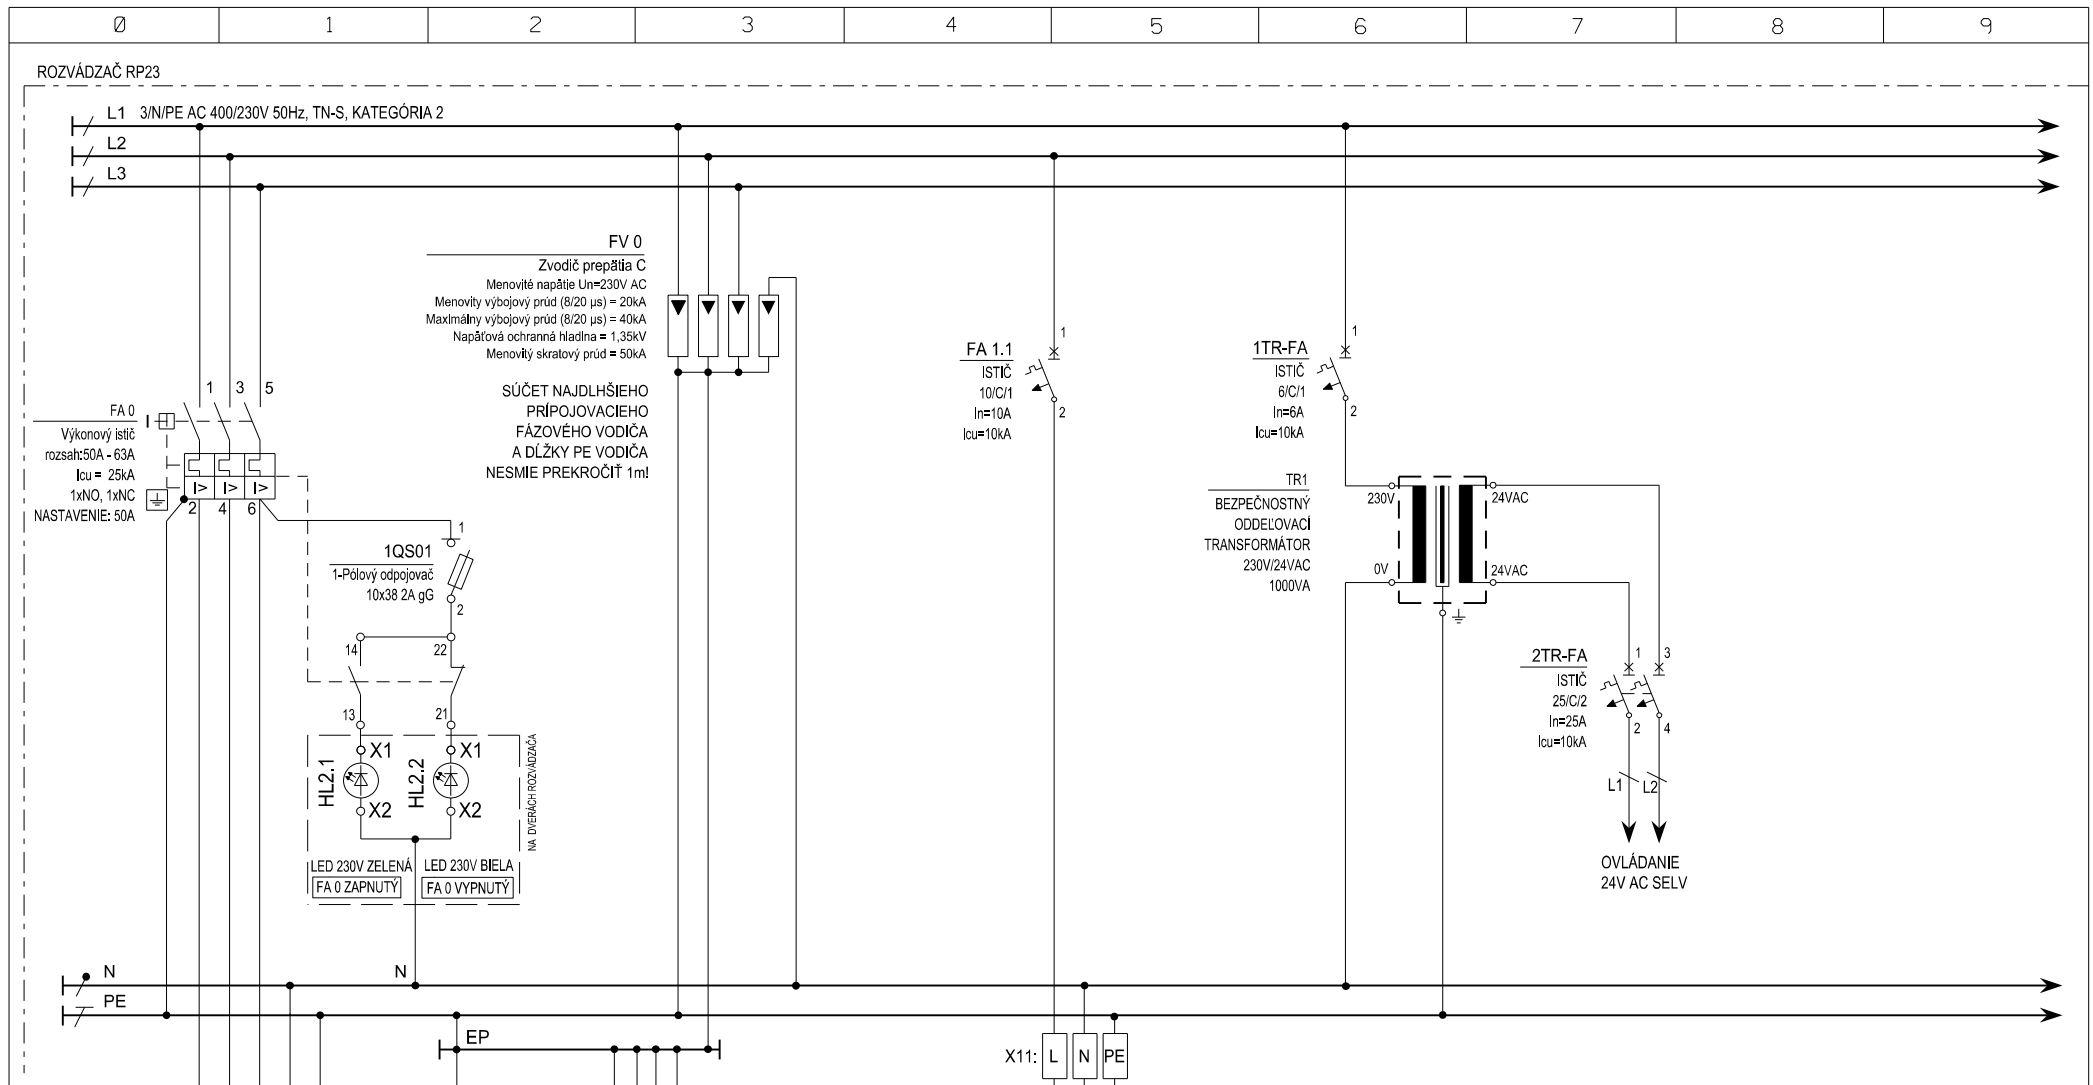 0 1 2 3 4 5 6 7 8 9
ROZVÁDZAČ RP23
L1 3/N/PE AC 400/230V 50Hz, TN-S, KATEGÓRIA 2
L2
L3
FV 0
Zvodič prepätia C
Menovité napätie Un=230V AC
Menovity výbojový prúd (8/20 µs) = 20kA
Maximálny výbojový prúd (8/20 µs) = 40kA
Napäťová ochranná hladina = 1,35kV
Menovitý skratový prúd = 50kA
SÚČET NAJDLHŠIEHO
PRÍPOJOVACIEHO
FÁZOVÉHO VODIČA
A DĹŽKY PE VODIČA
NESMIE PREKROČIŤ 1m!
1 3 5
FA 0
Výkonový istič
rozsah:50A - 63A
Icu = 25kA
1xNO, 1xNC
NASTAVENIE: 50A
I
I> I> I>
2 4 6
1
1QS01
1-Pólový odpojovač
10x38 2A gG
2
14 22
13 21
X1 X1
HL2.1 HL2.2
X2 X2
NA DVERÁCH ROZVÁDZAČA
LED 230V ZELENÁ LED 230V BIELA
FA 0 ZAPNUTÝ FA 0 VYPNUTÝ
1
FA 1.1
ISTIČ
10/C/1
In=10A
Icu=10kA
2
1
1TR-FA
ISTIČ
6/C/1
In=6A
Icu=10kA
2
TR1
BEZPEČNOSTNÝ
ODDEĽOVACÍ
TRANSFORMÁTOR
230V/24VAC
1000VA
230V 24VAC
0V 24VAC
1 3
2TR-FA
ISTIČ
25/C/2
In=25A
Icu=10kA
2 4
L1 L2
OVLÁDANIE
24V AC SELV
N N
PE
EP
X11: L N PE